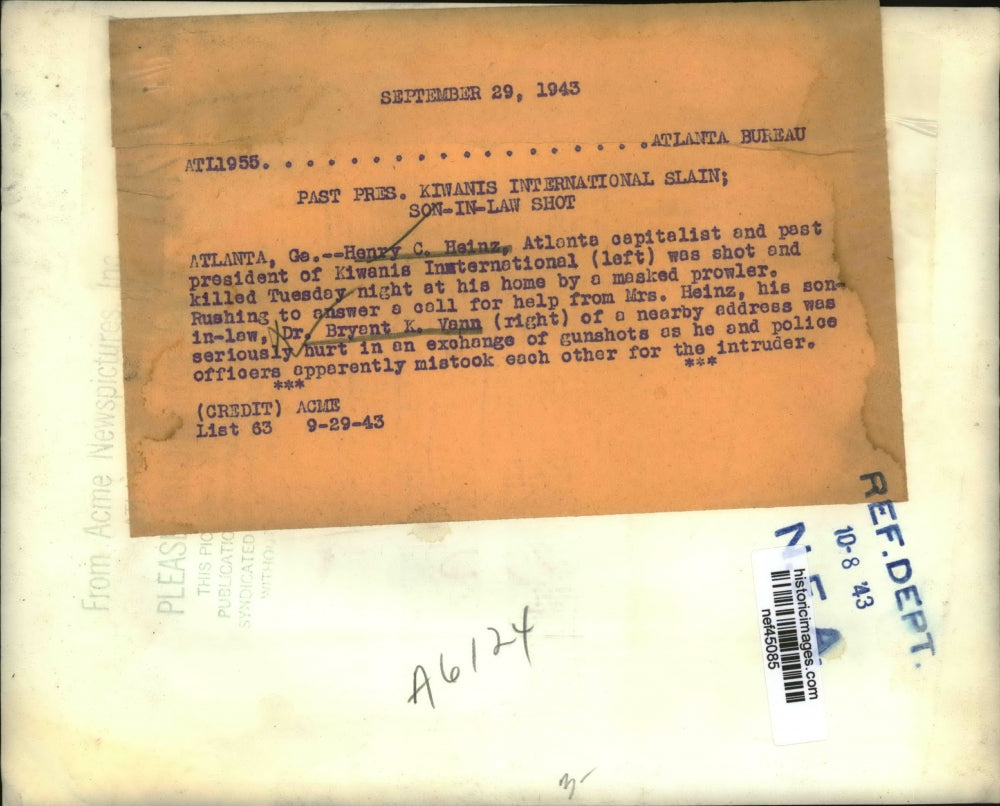 SEPTEMBER 29, 1943
ATL1955. . . . . . . . . . . . . . . . . . .ATLANTA BUREAU
PAST PRES. KIWANIS INTERNATIONAL SLAIN;
SON-IN-LAW SHOT
ATLANTA, Ga.--Henry C. Heinz, Atlanta capitalist and past
president of Kiwanis Inmternational (left) was shot and
killed Tuesday night at his home by a masked prowler.
Rushing to answer a call for help from Mrs. Heinz, his son-
in-law, Dr. Bryant K. Vann (right) of a nearby address was
seriously hurt in an exchange of gunshots as he and police
officers apparently mistook each other for the intruder.
*** ***
(CREDIT) ACME
List 63 9-29-43
From Acme Newspictures, Inc
PLEAS
THIS PIC
PUBLICATIO
SYNDICATED
WITHOU
REF. DEPT.
10-8 '43
N E A
historicimages.com
nef45085
A6124
3-